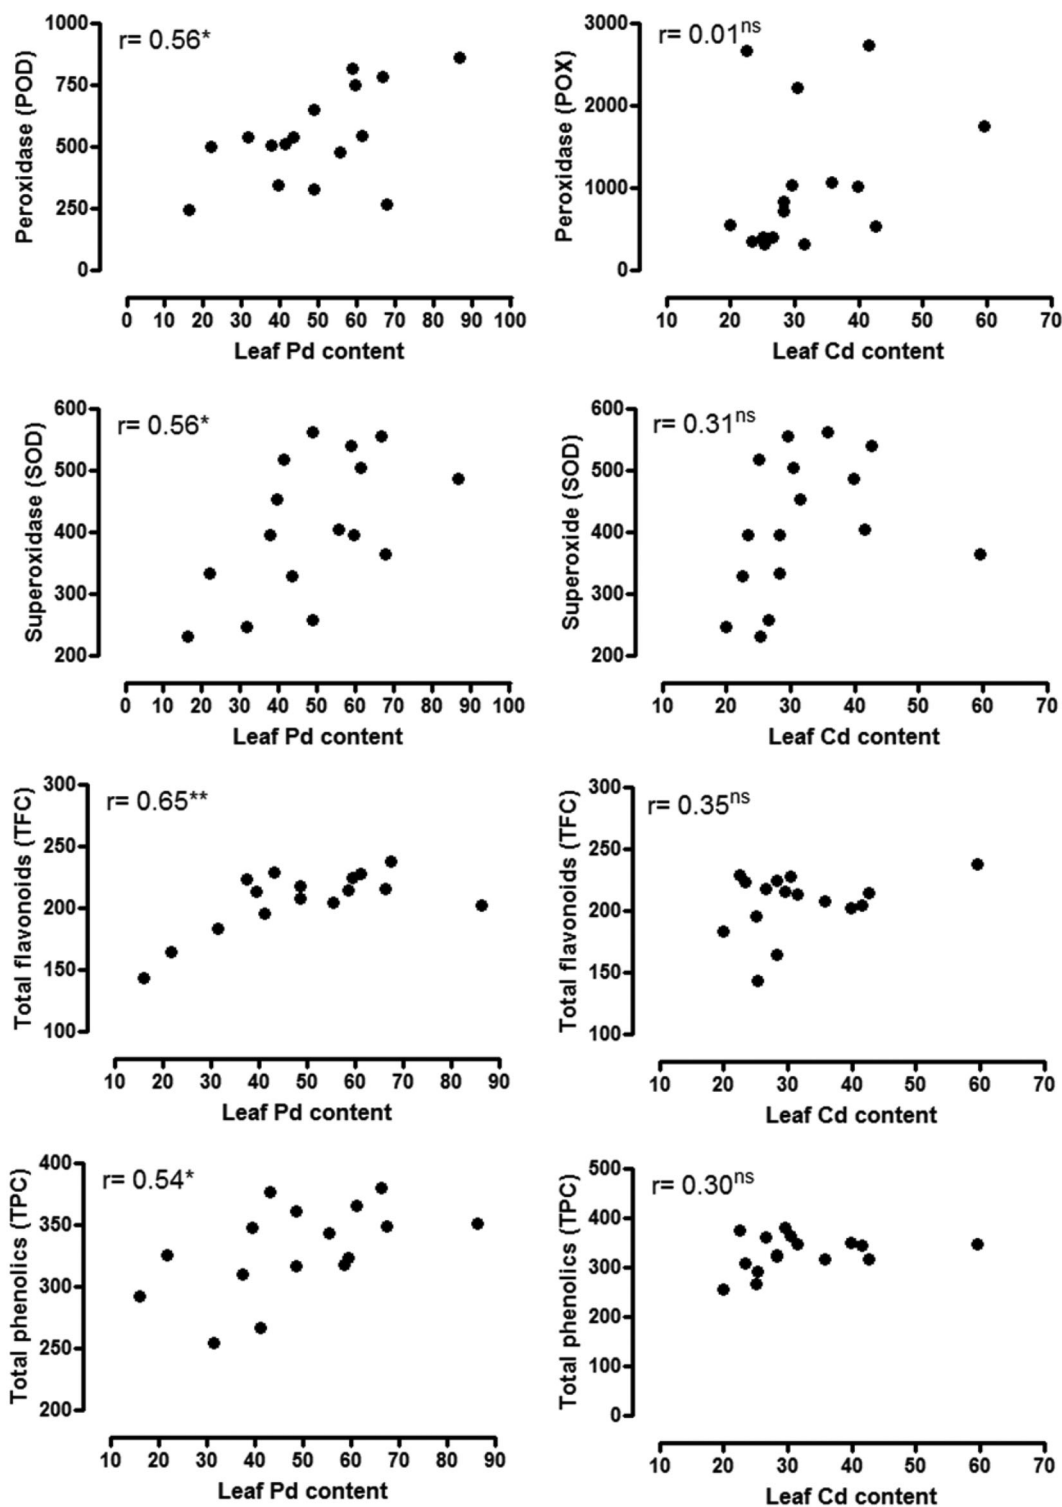 r= 0.56*
Peroxidase (POD)
1000
750
500
250
0
0 10 20 30 40 50 60 70 80 90 100
Leaf Pd content
r= 0.01ns
Peroxidase (POX)
3000
2000
1000
0
10 20 30 40 50 60 70
Leaf Cd content
r= 0.56*
Superoxidase (SOD)
600
500
400
300
200
0 10 20 30 40 50 60 70 80 90 100
Leaf Pd content
r= 0.31ns
Superoxide (SOD)
600
500
400
300
200
10 20 30 40 50 60 70
Leaf Cd content
r= 0.65**
Total flavonoids (TFC)
300
250
200
150
100
10 20 30 40 50 60 70 80 90
Leaf Pd content
r= 0.35ns
Total flavonoids (TFC)
300
250
200
150
100
10 20 30 40 50 60 70
Leaf Cd content
r= 0.54*
Total phenolics (TPC)
400
350
300
250
200
10 20 30 40 50 60 70 80 90
Leaf Pd content
r= 0.30ns
Total phenolics (TPC)
500
400
300
200
100
0
10 20 30 40 50 60 70
Leaf Cd content